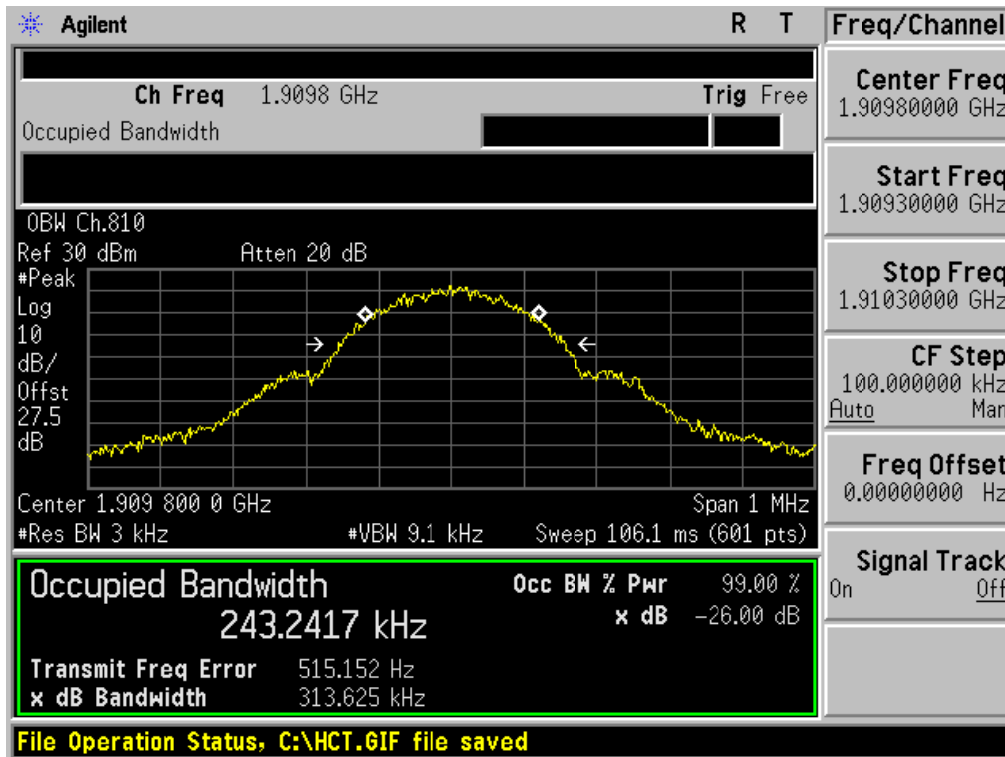 Agilent R T Freq/Channel
Ch Freq 1.9098 GHz Trig Free
Occupied Bandwidth
Center Freq
1.90980000 GHz
Start Freq
1.90930000 GHz
Stop Freq
1.91030000 GHz
CF Step
100.000000 kHz
Auto Man
Freq Offset
0.00000000 Hz
Signal Track
On Off
OBW Ch.810
Ref 30 dBm Atten 20 dB
#Peak
Log
10
dB/
Offst
27.5
dB
Center 1.909 800 0 GHz Span 1 MHz
#Res BW 3 kHz #VBW 9.1 kHz Sweep 106.1 ms (601 pts)
Occupied Bandwidth Occ BW % Pwr 99.00 %
243.2417 kHz x dB -26.00 dB
Transmit Freq Error 515.152 Hz
x dB Bandwidth 313.625 kHz
File Operation Status, C:\HCT.GIF file saved